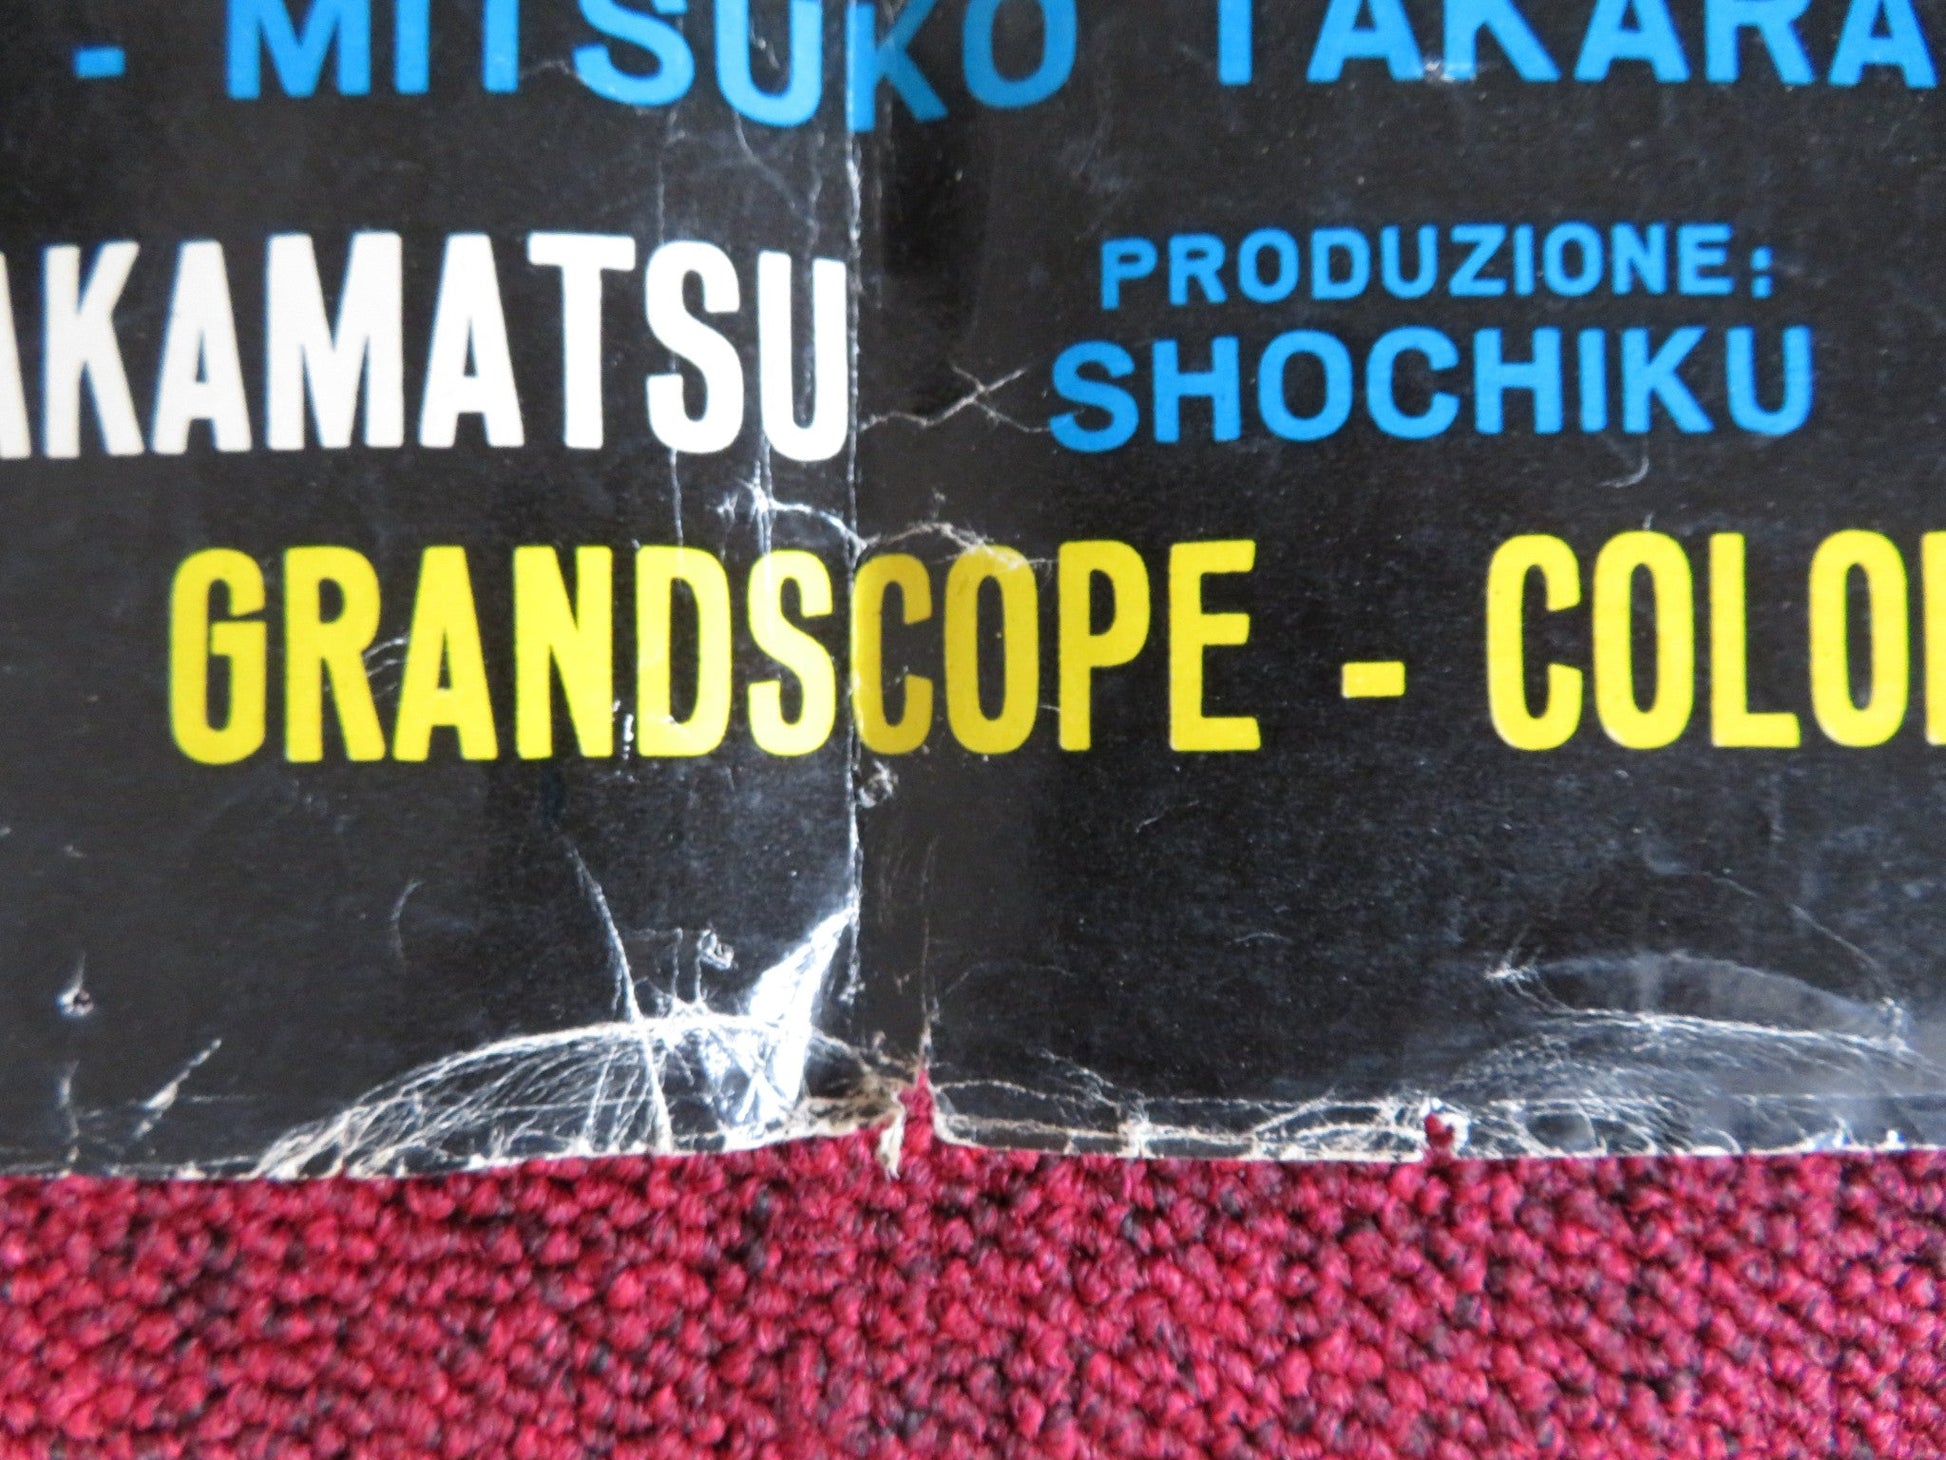 - MITSUKO TAKARA
AKAMATSU
PRODUZIONE:
SHOCHIKU
GRANDSCOPE - COLO